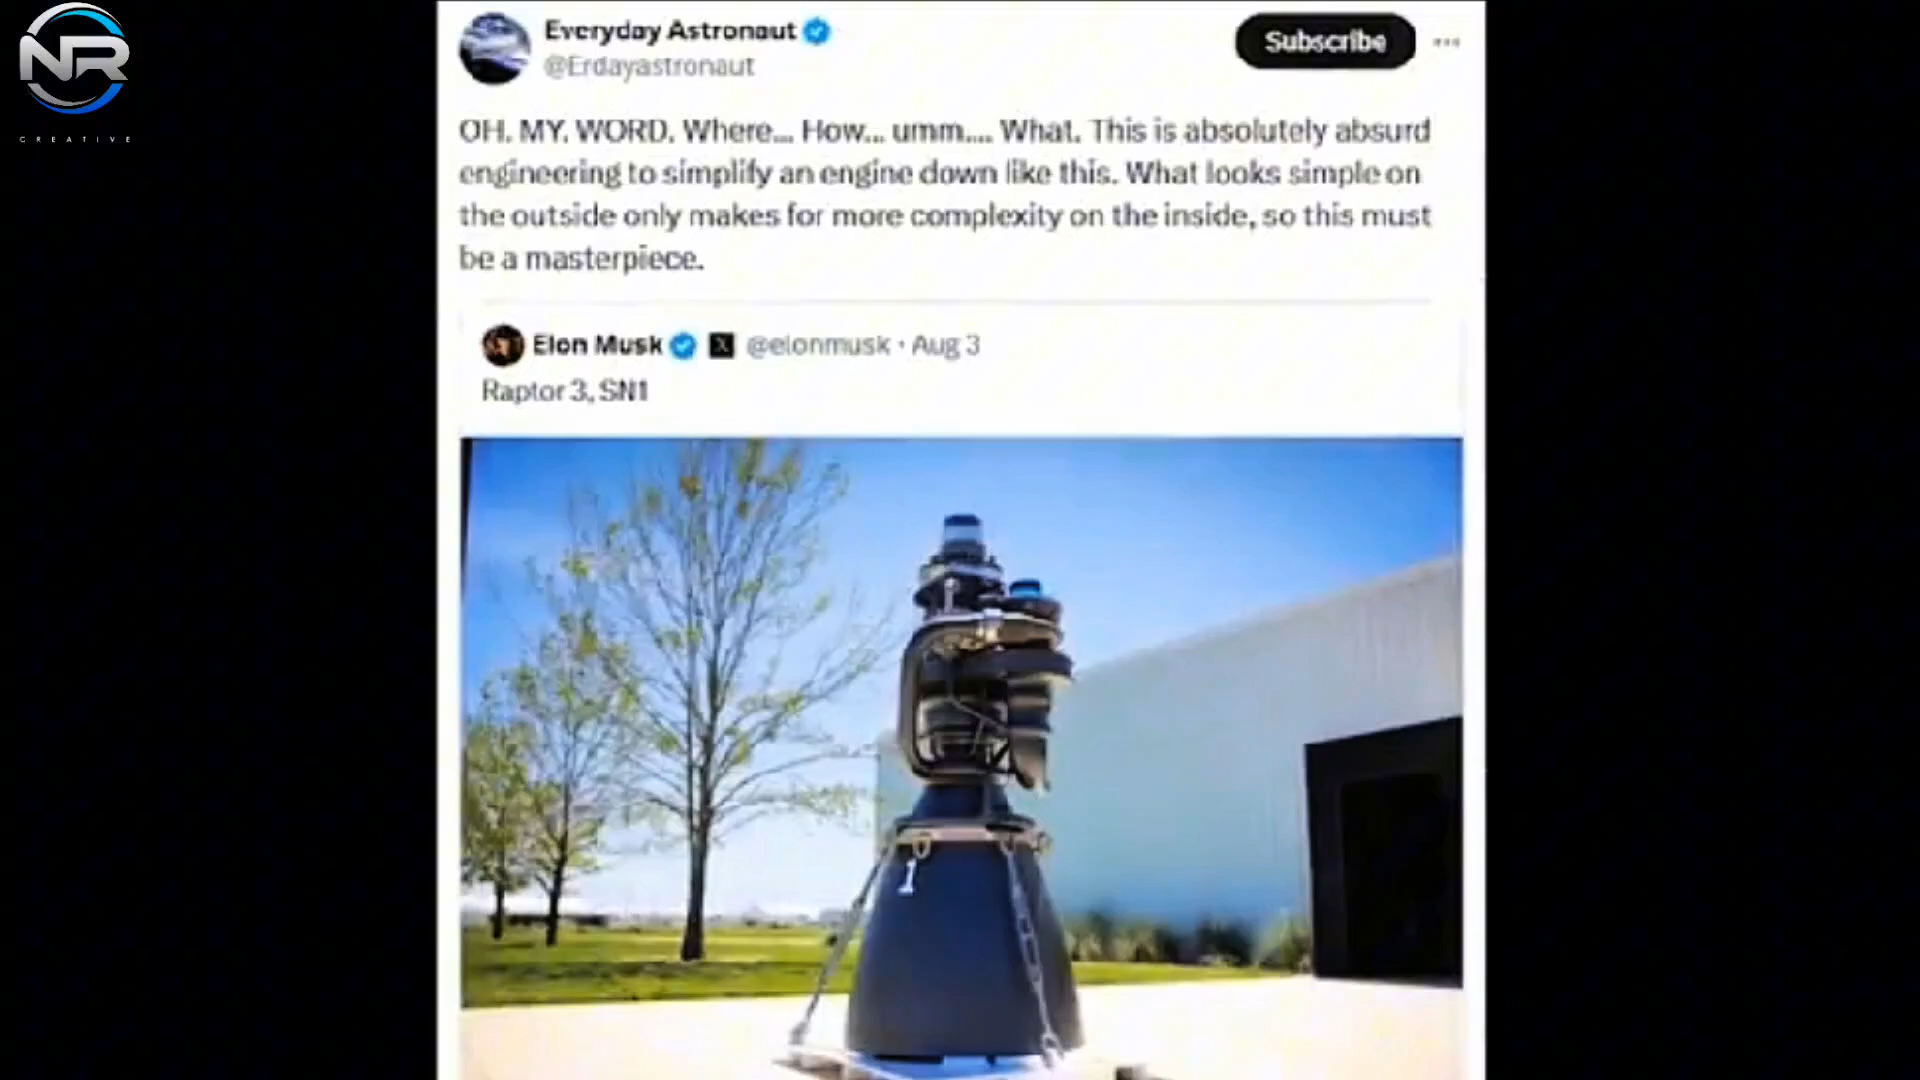 NR
CREATIVE
Everyday Astronaut
@Erdayastronaut
Subscribe
OH. MY. WORD. Where... How... umm.... What. This is absolutely absurd
engineering to simplify an engine down like this. What looks simple on
the outside only makes for more complexity on the inside, so this must
be a masterpiece.
Elon Musk X @elonmusk · Aug 3
Raptor 3, SN1
1